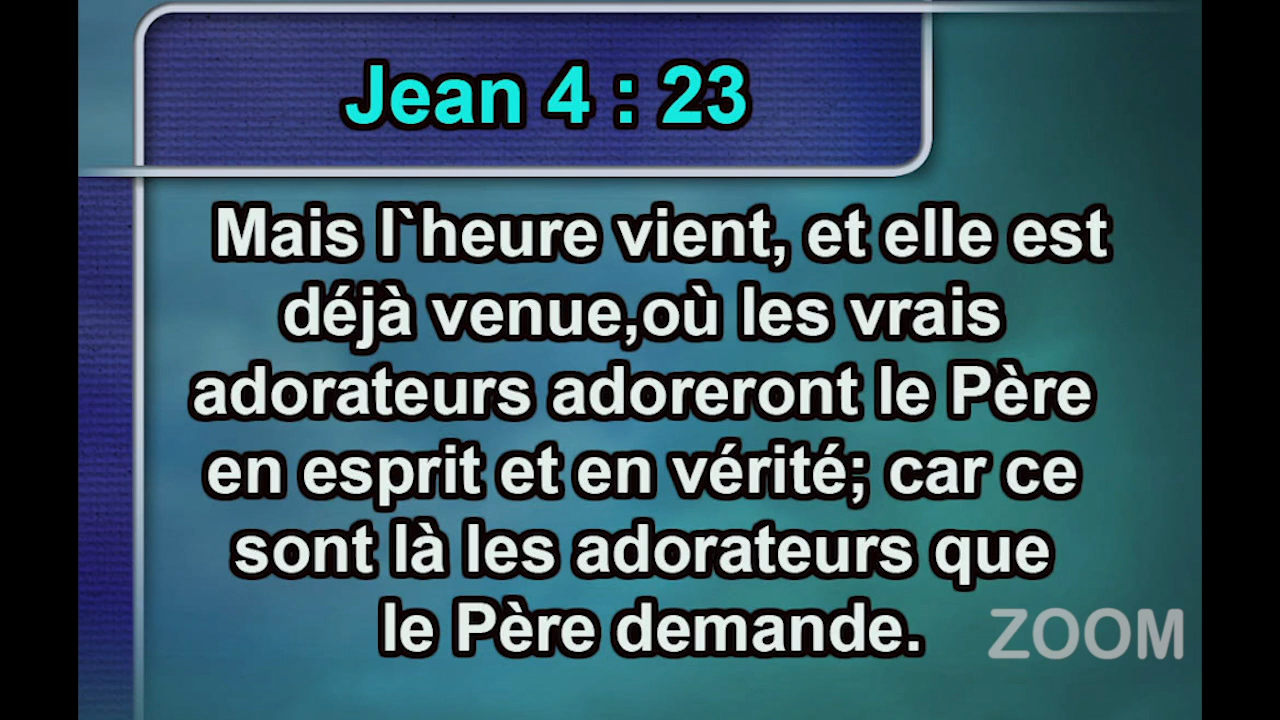 Jean 4 : 23
Mais l`heure vient, et elle est
déjà venue,où les vrais
adorateurs adoreront le Père
en esprit et en vérité; car ce
sont là les adorateurs que
le Père demande.
ZOOM